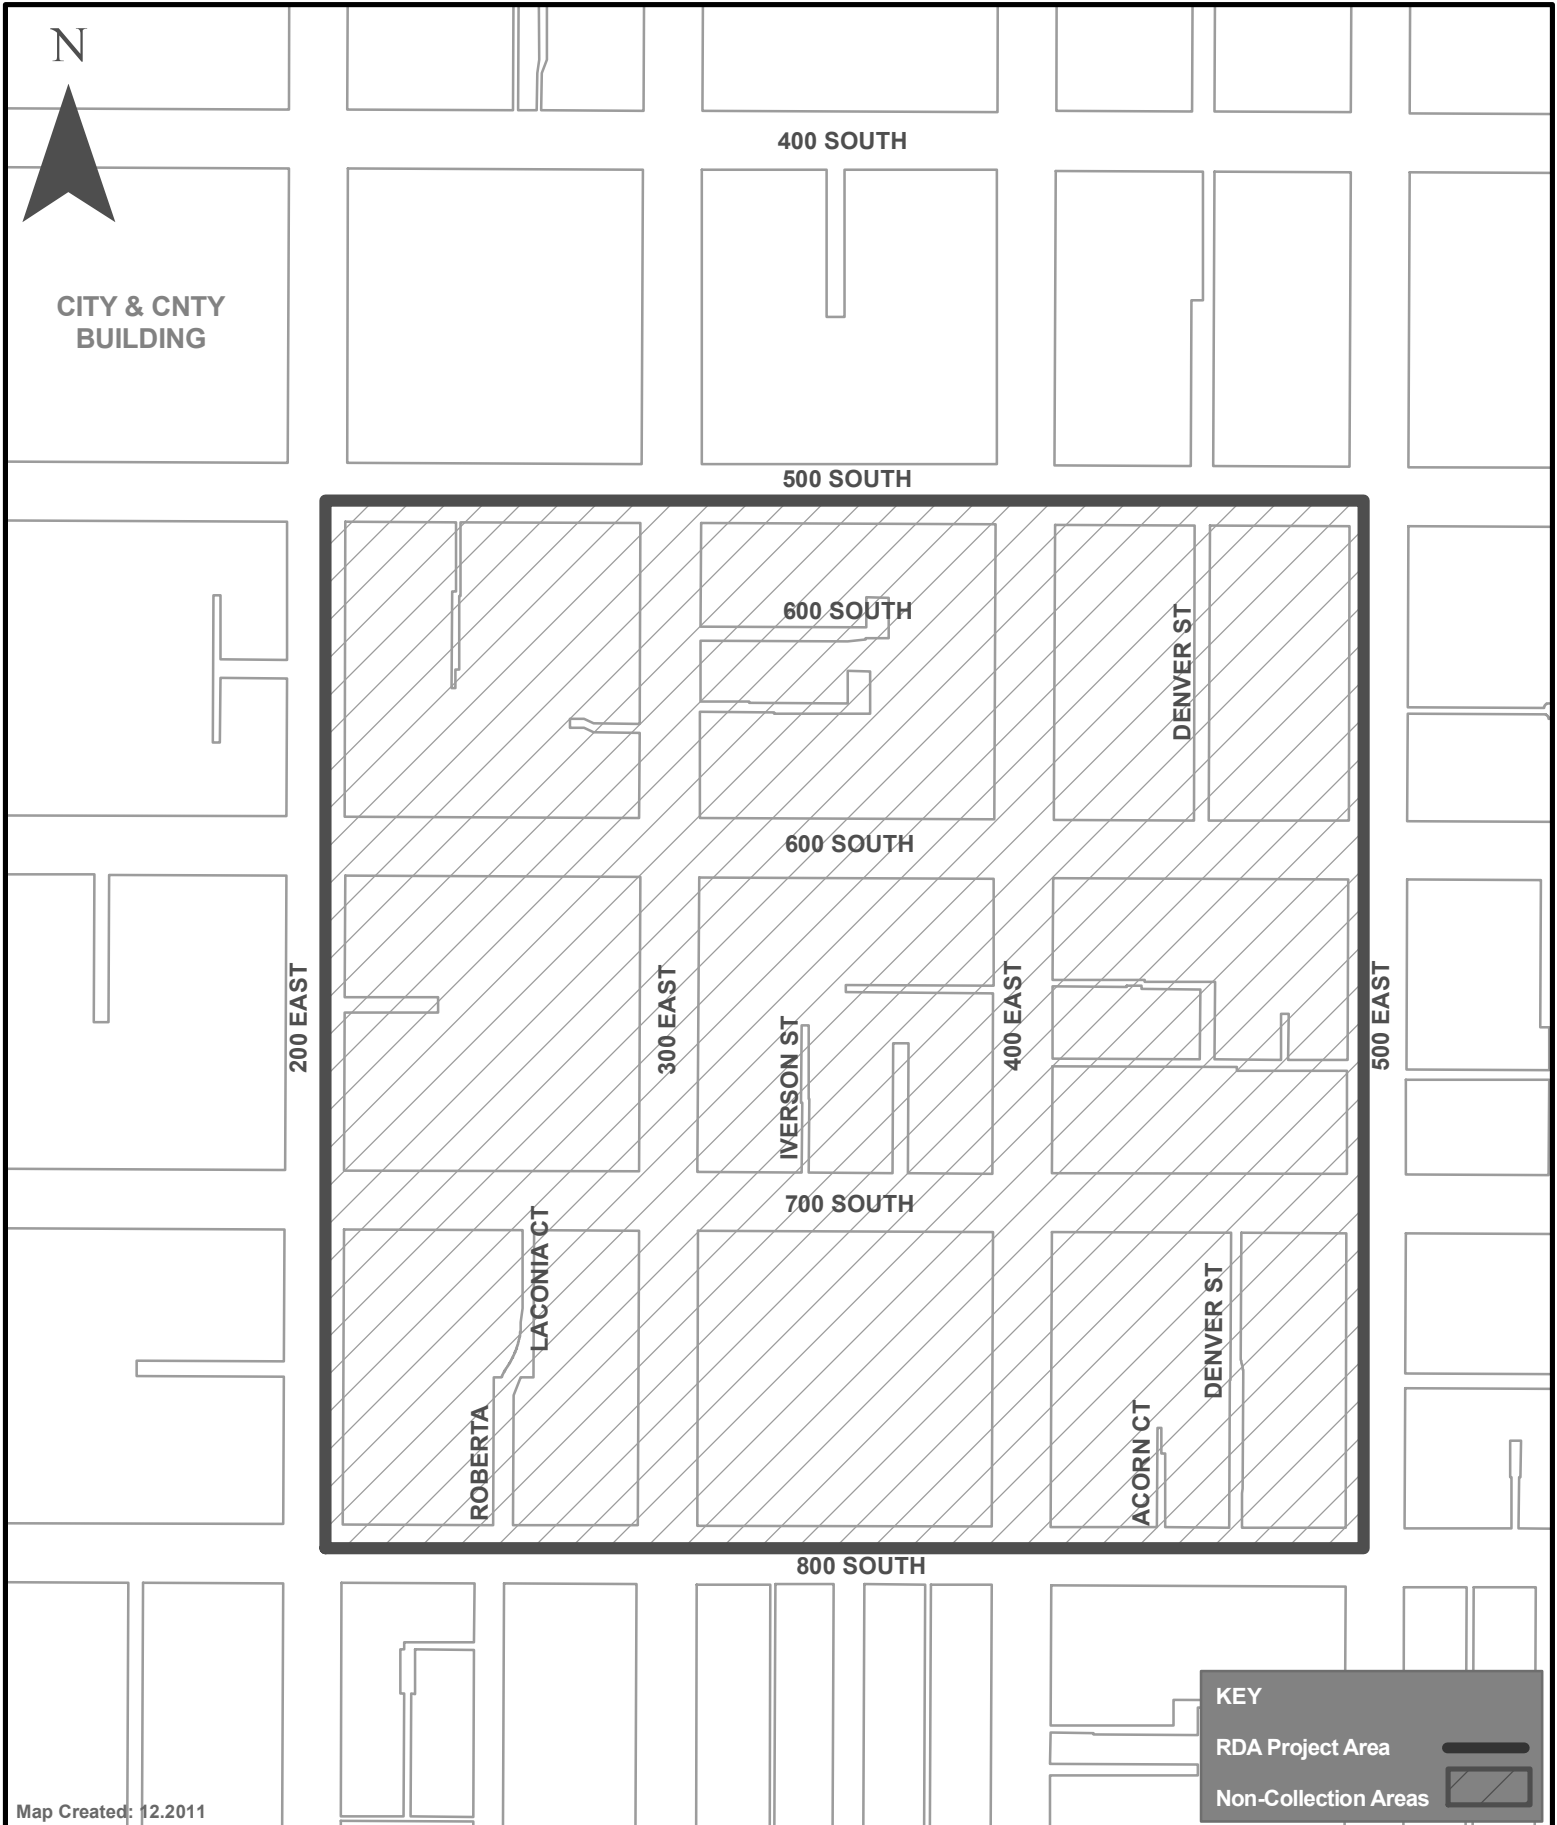 N
400 SOUTH
CITY & CNTY
BUILDING
500 SOUTH
600 SOUTH
DENVER ST
600 SOUTH
200 EAST
300 EAST
400 EAST
500 EAST
IVERSON ST
700 SOUTH
LACONIA CT
DENVER ST
ROBERTA
ACORN CT
800 SOUTH
KEY
RDA Project Area
Non-Collection Areas
Map Created: 12.2011